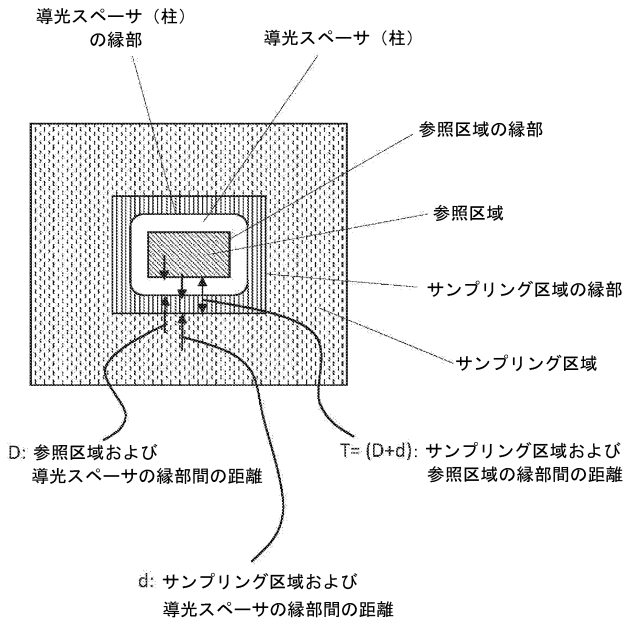 導光スペーサ（柱）
の縁部
導光スペーサ（柱）
参照区域の縁部
参照区域
サンプリング区域の縁部
サンプリング区域
D: 参照区域および
導光スペーサの縁部間の距離
T= (D+d): サンプリング区域および
参照区域の縁部間の距離
d: サンプリング区域および
導光スペーサの縁部間の距離